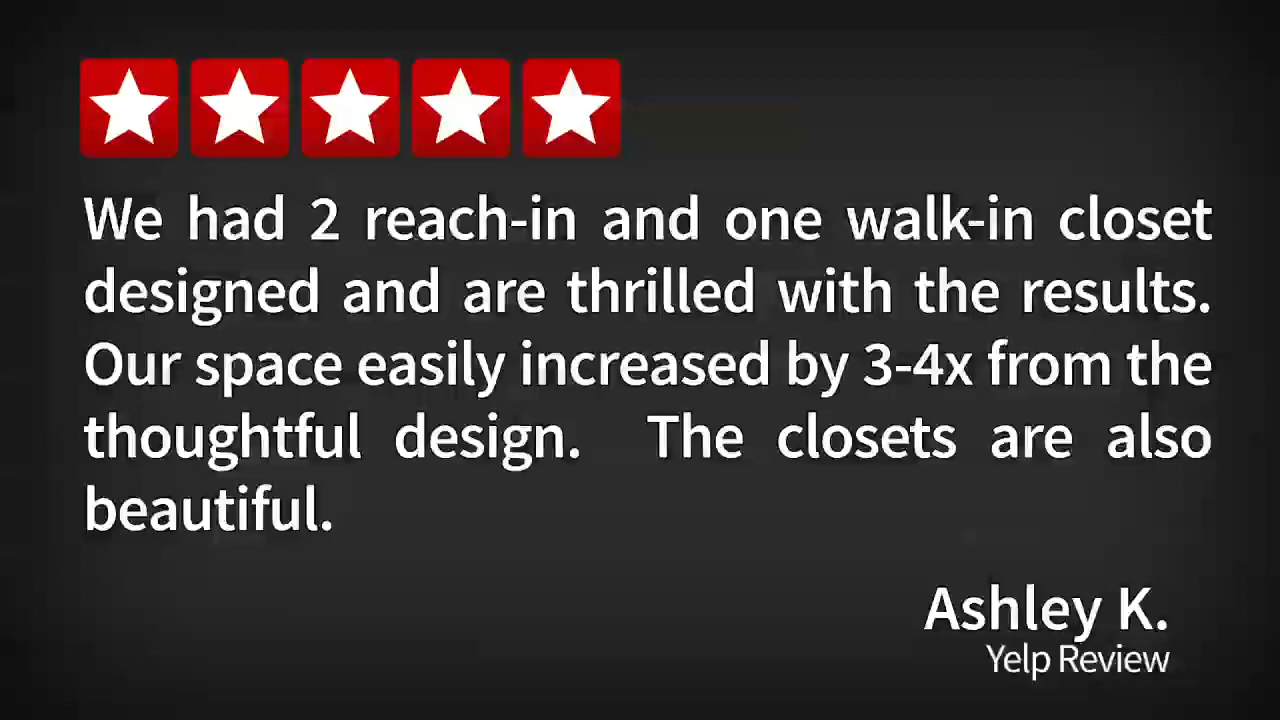 We had 2 reach-in and one walk-in closet
designed and are thrilled with the results.
Our space easily increased by 3-4x from the
thoughtful design.  The closets are also
beautiful.
Ashley K.
Yelp Review